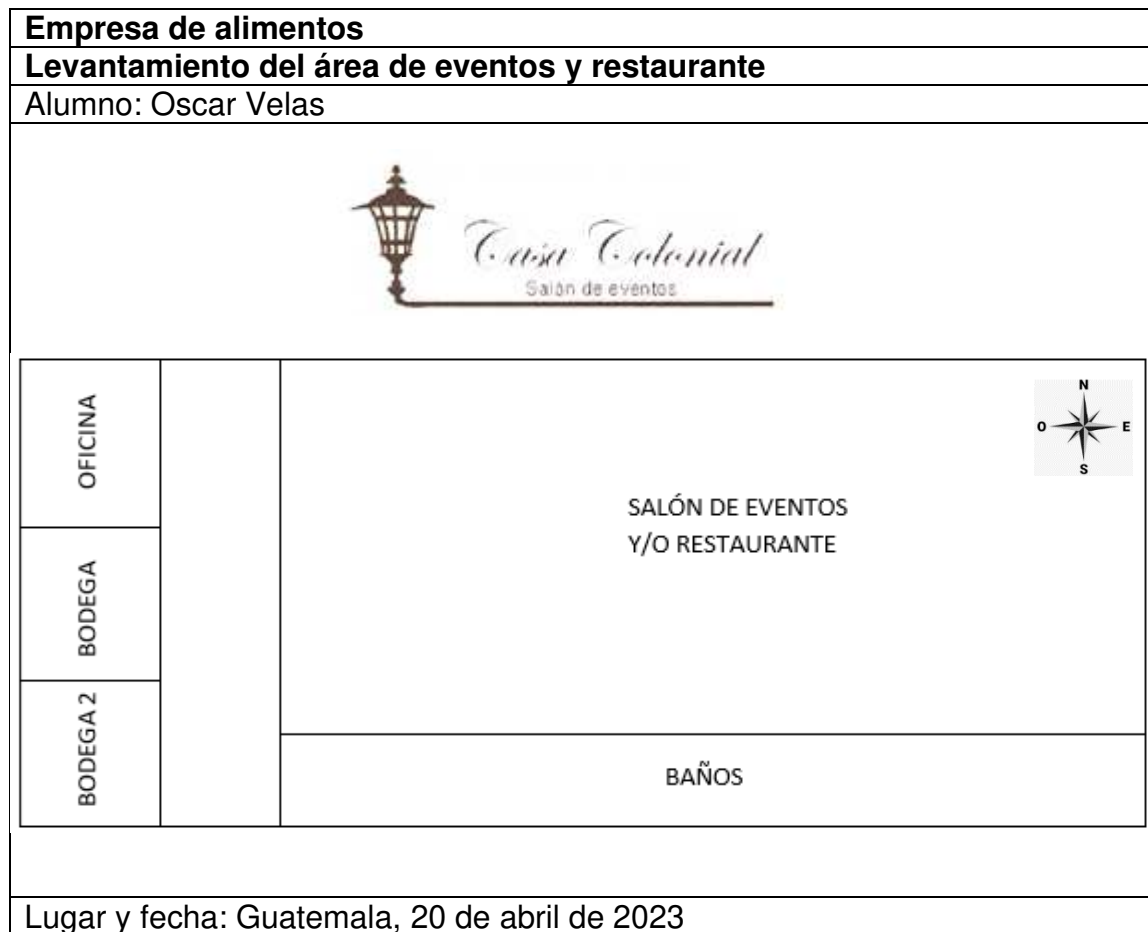 Empresa de alimentos
Levantamiento del área de eventos y restaurante
Alumno: Oscar Velas
Casa Colonial
Salón de eventos
OFICINA
BODEGA
BODEGA 2
SALÓN DE EVENTOS
Y/O RESTAURANTE
N
O
E
S
BAÑOS
Lugar y fecha: Guatemala, 20 de abril de 2023